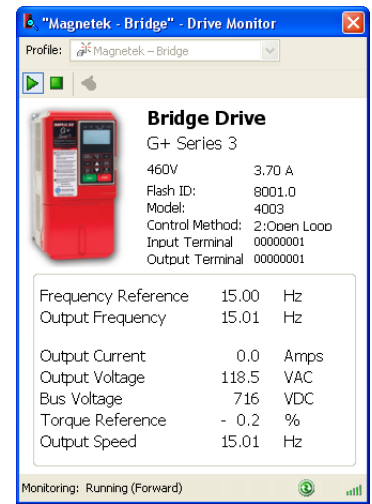 "Magnetek - Bridge" - Drive Monitor
Profile: Magnetek – Bridge
Bridge Drive
G+ Series 3
460V 3.70 A
Flash ID: 8001.0
Model: 4003
Control Method: 2:Open Loop
Input Terminal 00000001
Output Terminal 00000001
Frequency Reference 15.00 Hz
Output Frequency 15.01 Hz
Output Current 0.0 Amps
Output Voltage 118.5 VAC
Bus Voltage 716 VDC
Torque Reference - 0.2 %
Output Speed 15.01 Hz
Monitoring: Running (Forward)